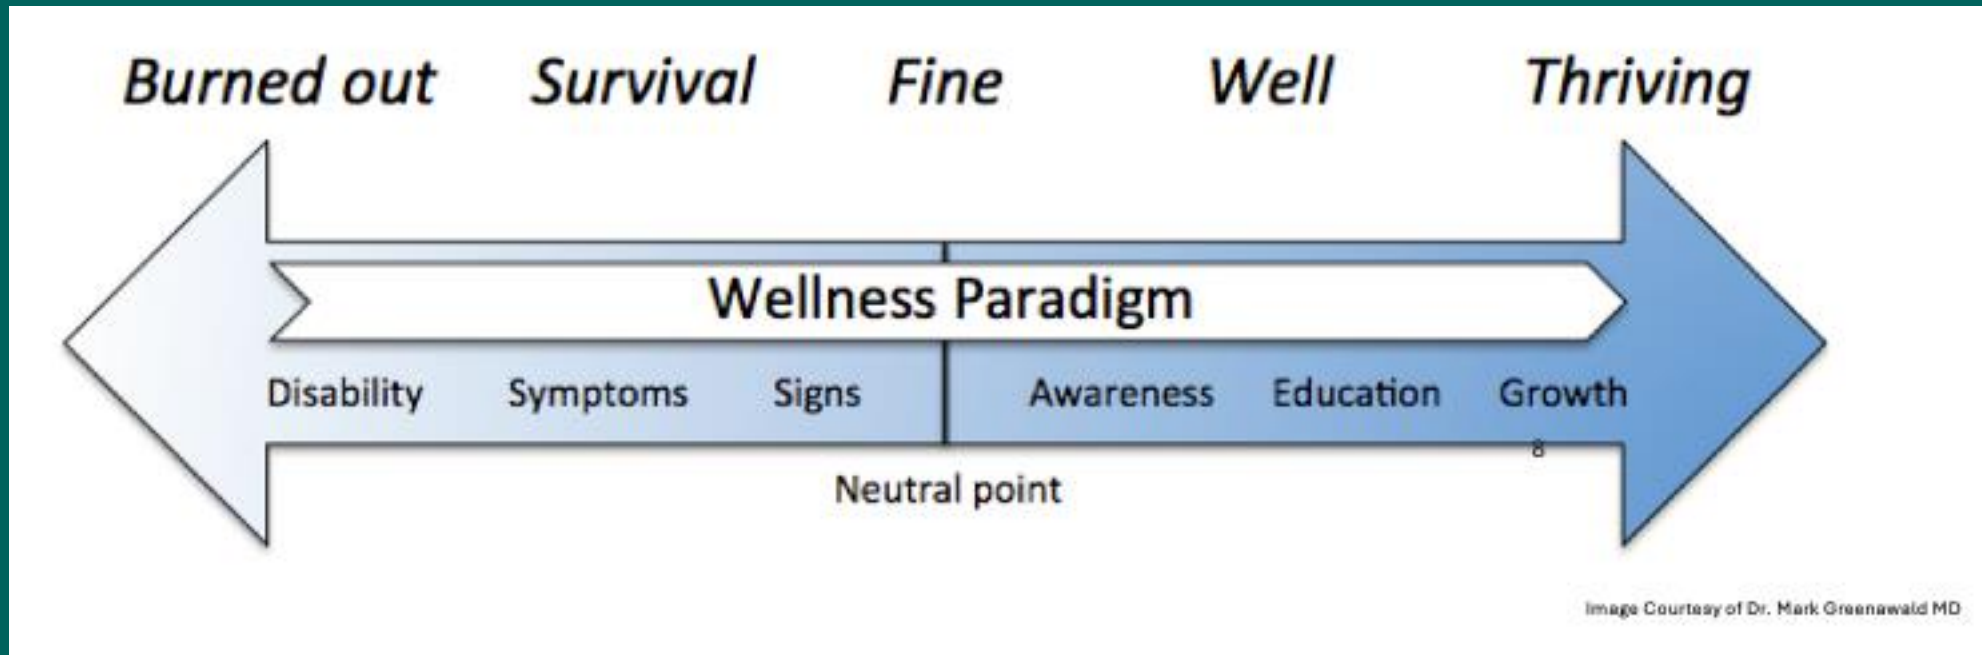 Burned out Survival Fine Well Thriving
Wellness Paradigm
Disability Symptoms Signs Awareness Education Growth
8
Neutral point
Image Courtesy of Dr. Mark Greenawald MD